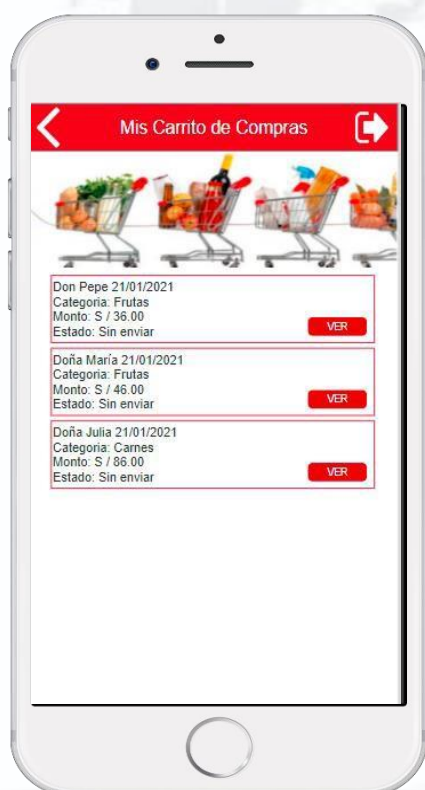 Mis Carrito de Compras
Don Pepe 21/01/2021
Categoria: Frutas
Monto: S / 36.00
Estado: Sin enviar
VER
Doña María 21/01/2021
Categoria: Frutas
Monto: S / 46.00
Estado: Sin enviar
VER
Doña Julia 21/01/2021
Categoria: Carnes
Monto: S / 86.00
Estado: Sin enviar
VER